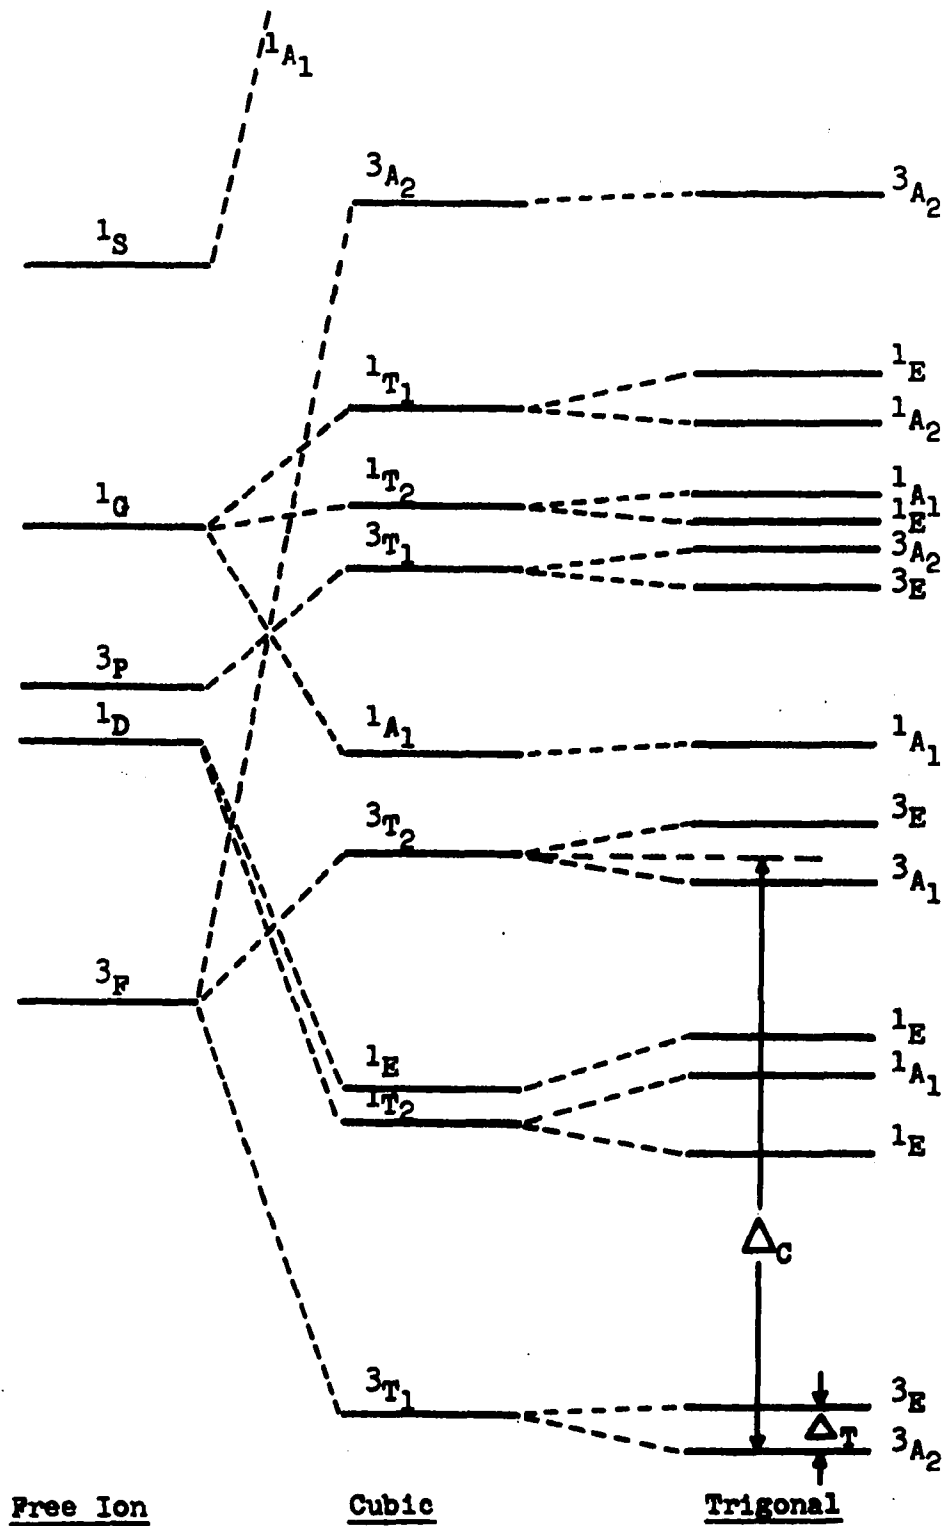 1A1
3A2
3A2
1S
1E
1T1
1A2
1A1
1T2
1G
1E
3T1
3A2
3E
3P
1D
1A1
1A1
3E
3T2
3A1
3F
1E
1E
1A1
1T2
1E
ΔC
3T1
3E
ΔT
3A2
Free Ion
Cubic
Trigonal